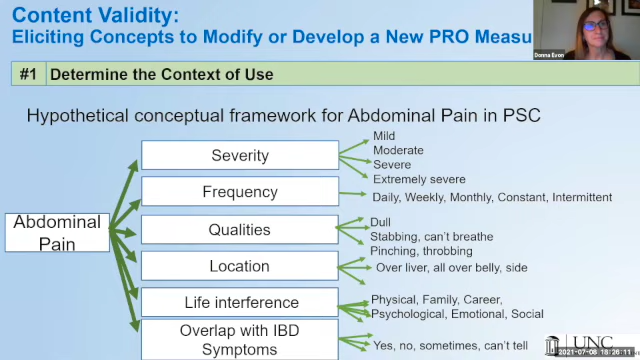 Content Validity:
Eliciting Concepts to Modify or Develop a New PRO Measu
Donna Evon
#1 Determine the Context of Use
Hypothetical conceptual framework for Abdominal Pain in PSC
Abdominal
Pain
Severity
Mild
Moderate
Severe
Extremely severe
Frequency
Daily, Weekly, Monthly, Constant, Intermittent
Qualities
Dull
Stabbing, can't breathe
Pinching, throbbing
Location
Over liver, all over belly, side
Life interference
Physical, Family, Career,
Psychological, Emotional, Social
Overlap with IBD
Symptoms
Yes, no, sometimes, can't tell
UNC
2021-07-08 18:26:11